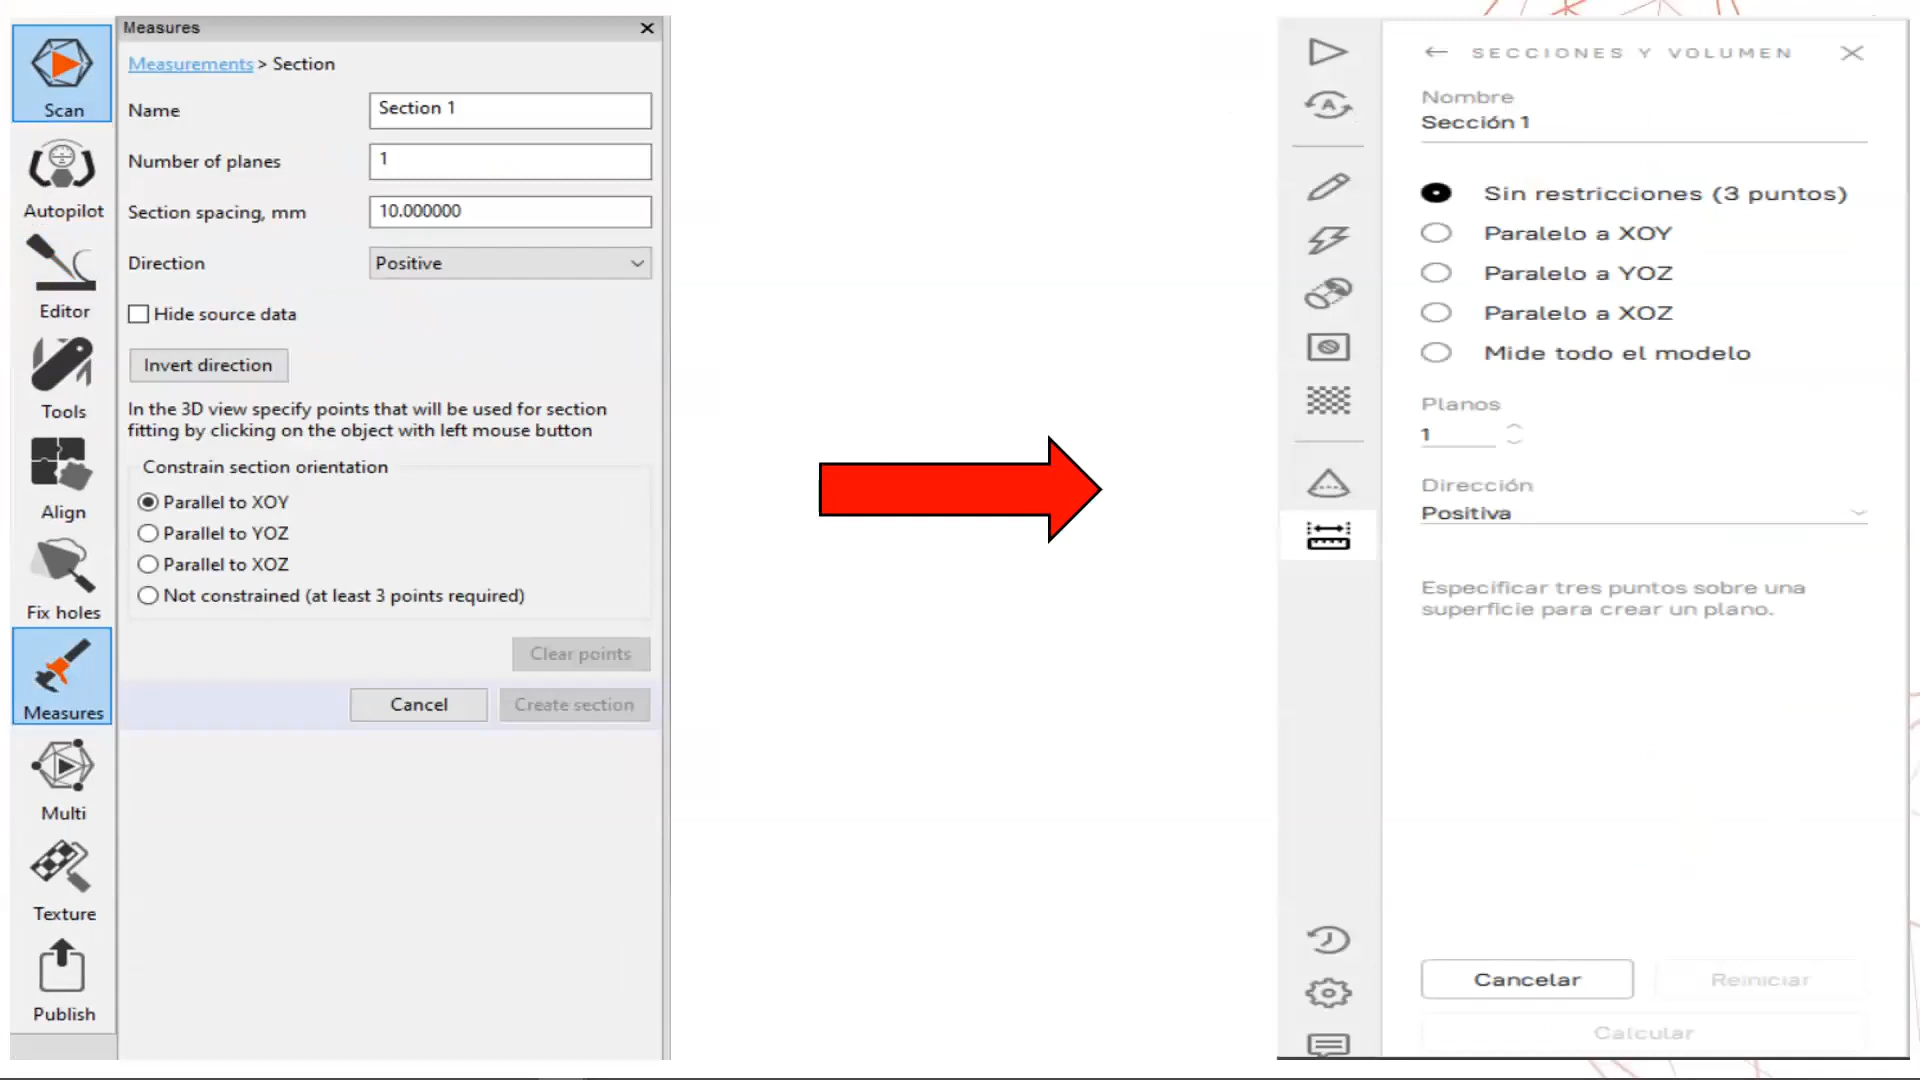 Scan
Autopilot
Editor
Tools
Align
Fix holes
Measures
Multi
Texture
Publish
Measures
Measurements > Section
Name
Section 1
Number of planes
1
Section spacing, mm
10.000000
Direction
Positive
Hide source data
Invert direction
In the 3D view specify points that will be used for section
fitting by clicking on the object with left mouse button
Constrain section orientation
Parallel to XOY
Parallel to YOZ
Parallel to XOZ
Not constrained (at least 3 points required)
Clear points
Cancel
Create section
A
SECCIONES Y VOLUMEN
Nombre
Sección 1
Sin restricciones (3 puntos)
Paralelo a XOY
Paralelo a YOZ
Paralelo a XOZ
Mide todo el modelo
Planos
1
Dirección
Positiva
Especificar tres puntos sobre una
superficie para crear un plano.
Cancelar
Reiniciar
Calcular